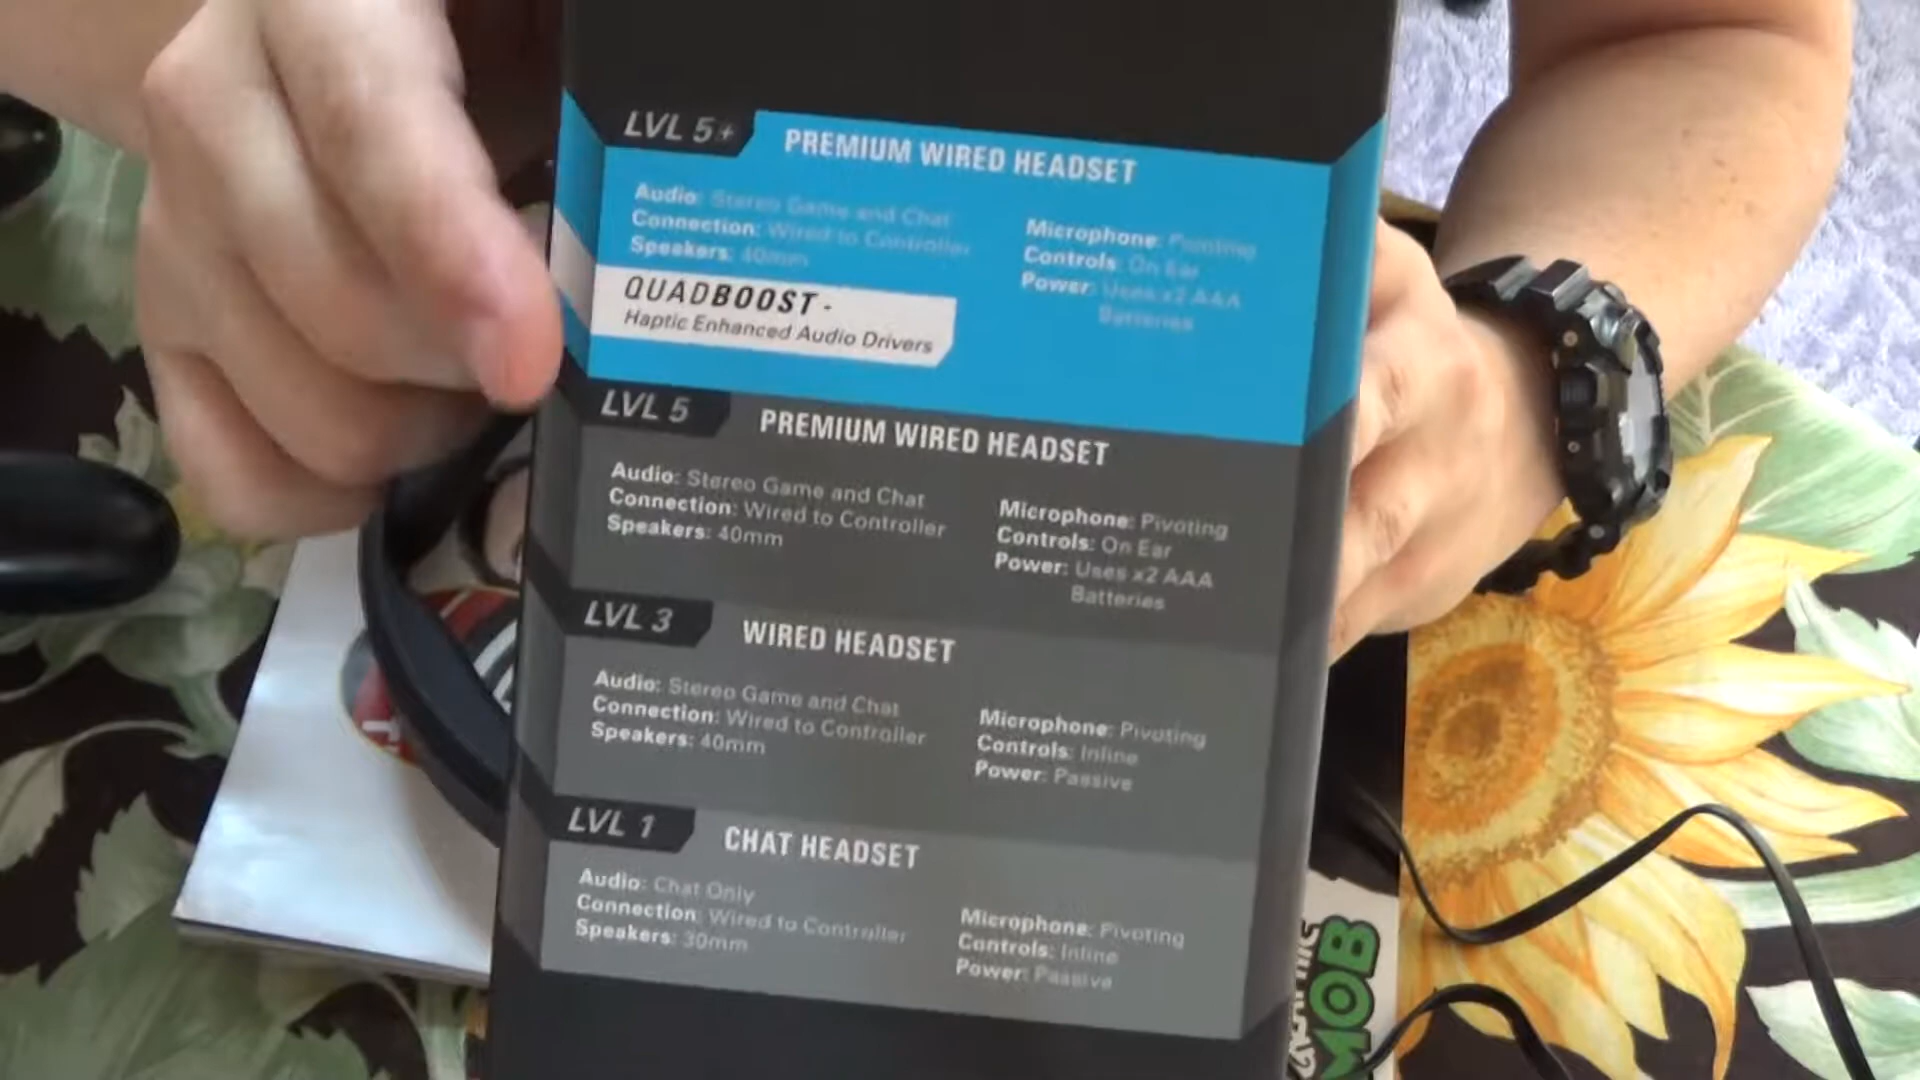 LVL 5+
PREMIUM WIRED HEADSET
Audio: Stereo Game and Chat
Connection: Wired to Controller
Speakers: 40mm
Microphone: Pivoting
Controls: On Ear
Power: Uses x2 AAA
Batteries
QUADBOOST -
Haptic Enhanced Audio Drivers
LVL 5
PREMIUM WIRED HEADSET
Audio: Stereo Game and Chat
Connection: Wired to Controller
Speakers: 40mm
Microphone: Pivoting
Controls: On Ear
Power: Uses x2 AAA
Batteries
LVL 3
WIRED HEADSET
Audio: Stereo Game and Chat
Connection: Wired to Controller
Speakers: 40mm
Microphone: Pivoting
Controls: Inline
Power: Passive
LVL 1
CHAT HEADSET
Audio: Chat Only
Connection: Wired to Controller
Speakers: 30mm
Microphone: Pivoting
Controls: Inline
Power: Passive
MOB